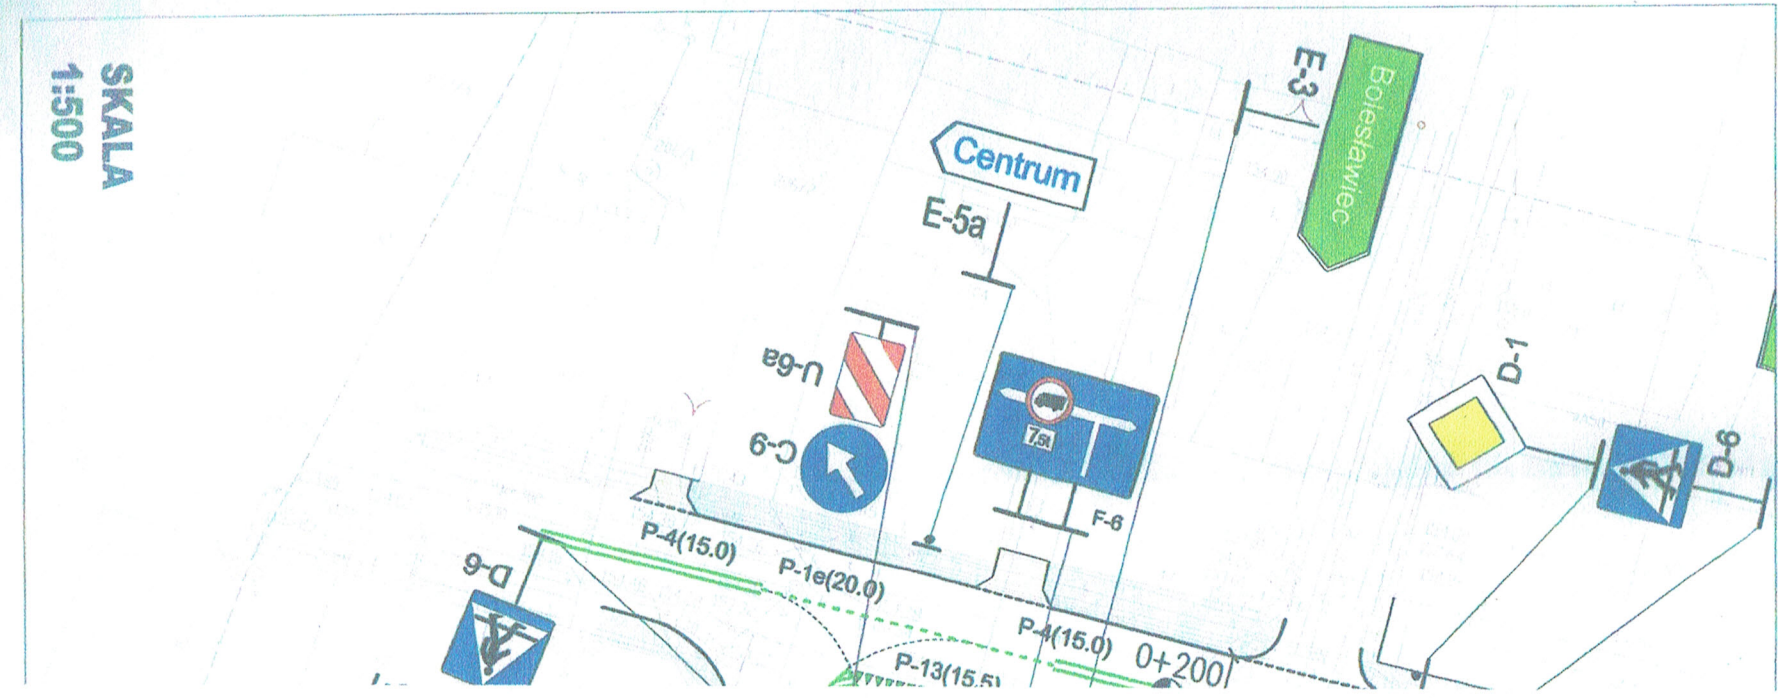 SKALA
1:500
E-3
Bolesławiec
Centrum
E-5a
U-6a
C-9
7,5t
F-6
D-1
D-6
P-4(15.0)
P-1e(20.0)
D-6
P-4(15.0)
0+200
P-13(15.5)